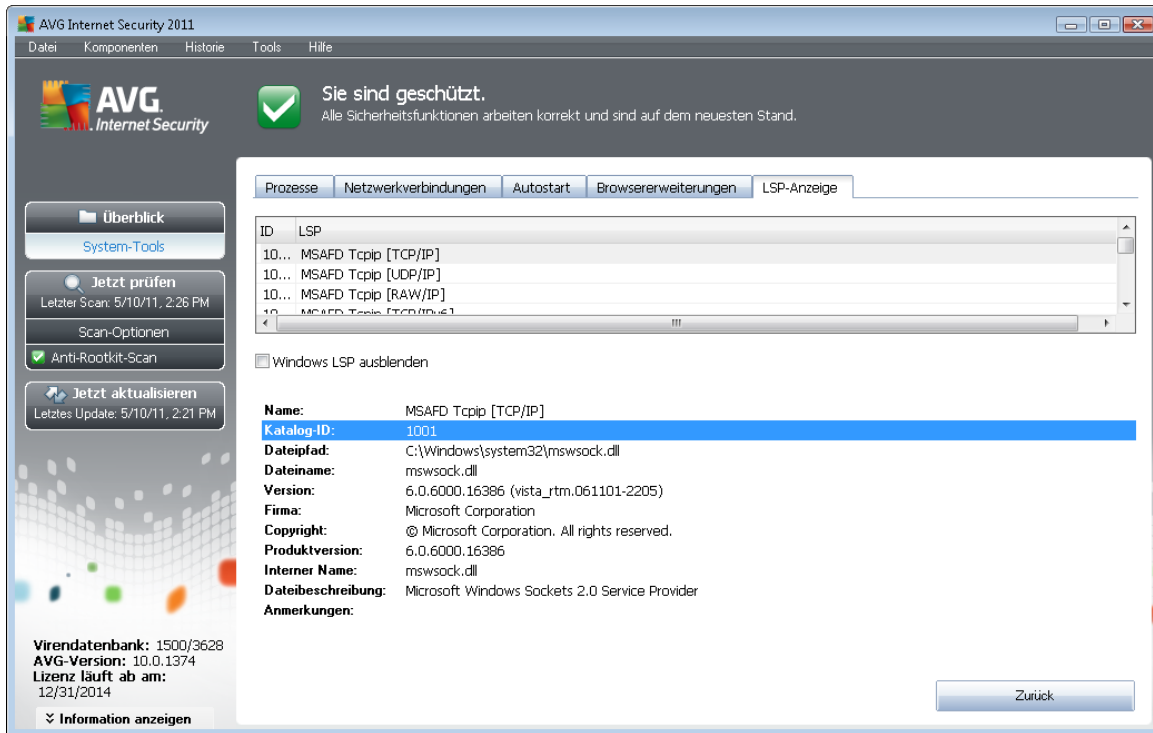 AVG Internet Security 2011
Datei Komponenten Historie Tools Hilfe
AVG.
Internet Security
Sie sind geschützt.
Alle Sicherheitsfunktionen arbeiten korrekt und sind auf dem neuesten Stand.
Überblick
System-Tools
Jetzt prüfen
Letzter Scan: 5/10/11, 2:26 PM
Scan-Optionen
Anti-Rootkit-Scan
Jetzt aktualisieren
Letztes Update: 5/10/11, 2:21 PM
Virendatenbank: 1500/3628
AVG-Version: 10.0.1374
Lizenz läuft ab am:
12/31/2014
Information anzeigen
Prozesse Netzwerkverbindungen Autostart Browsererweiterungen LSP-Anzeige
ID LSP
10... MSAFD Tcpip [TCP/IP]
10... MSAFD Tcpip [UDP/IP]
10... MSAFD Tcpip [RAW/IP]
10... MSAFD Tcpip [TCP/IPv6]
Windows LSP ausblenden
Name: MSAFD Tcpip [TCP/IP]
Katalog-ID: 1001
Dateipfad: C:\Windows\system32\mswsock.dll
Dateiname: mswsock.dll
Version: 6.0.6000.16386 (vista_rtm.061101-2205)
Firma: Microsoft Corporation
Copyright: © Microsoft Corporation. All rights reserved.
Produktversion: 6.0.6000.16386
Interner Name: mswsock.dll
Dateibeschreibung: Microsoft Windows Sockets 2.0 Service Provider
Anmerkungen:
Zurück